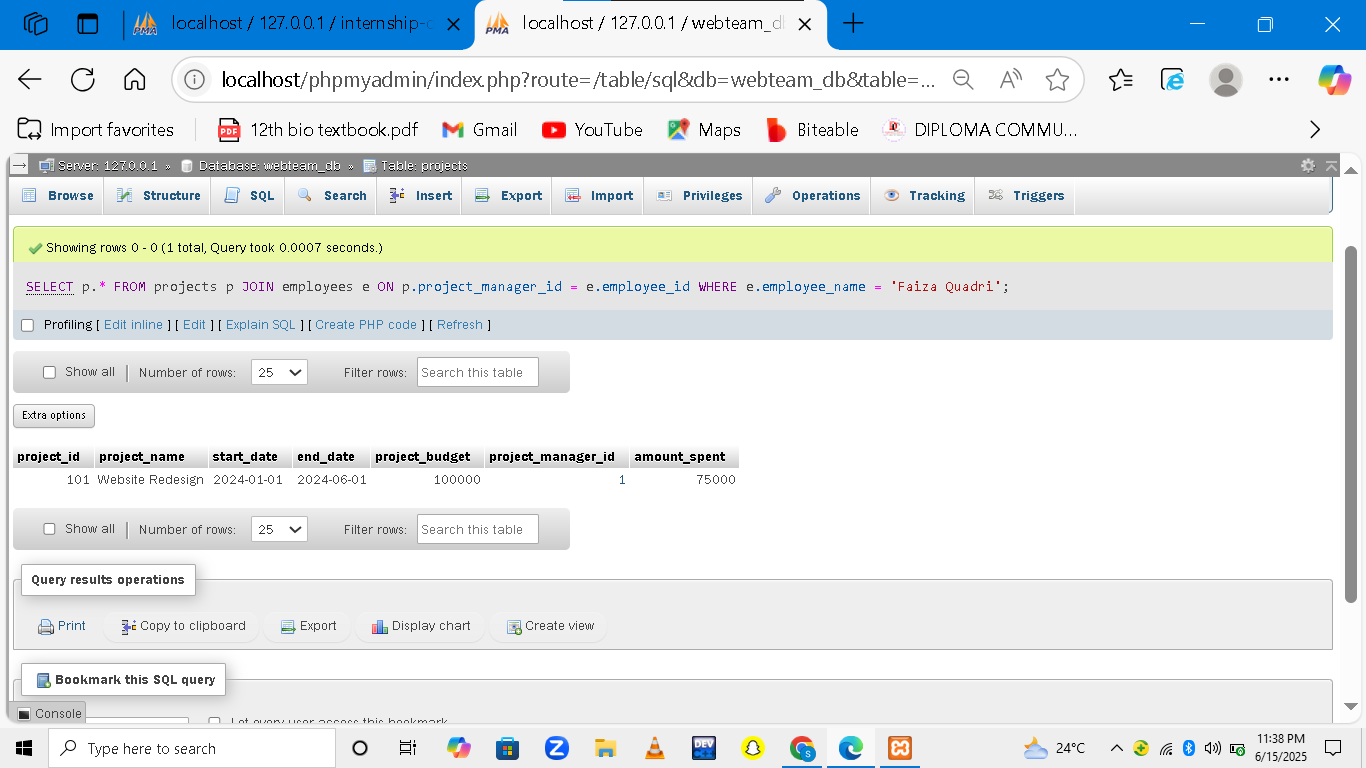 localhost / 127.0.0.1 / internship-
localhost / 127.0.0.1 / webteam_d
localhost/phpmyadmin/index.php?route=/table/sql&db=webteam_db&table=...
Import favorites
PDF 12th bio textbook.pdf
Gmail
YouTube
Maps
Biteable
DIPLOMA COMMU...
Server: 127.0.0.1 » Database: webteam_db » Table: projects
Browse Structure SQL Search Insert Export Import Privileges Operations Tracking Triggers
Showing rows 0 - 0 (1 total, Query took 0.0007 seconds.)
SELECT p.* FROM projects p JOIN employees e ON p.project_manager_id = e.employee_id WHERE e.employee_name = 'Faiza Quadri';
Profiling [ Edit inline ] [ Edit ] [ Explain SQL ] [ Create PHP code ] [ Refresh ]
Show all | Number of rows: 25 Filter rows: Search this table
Extra options
project_id project_name start_date end_date project_budget project_manager_id amount_spent
101 Website Redesign 2024-01-01 2024-06-01 100000 1 75000
Show all | Number of rows: 25 Filter rows: Search this table
Query results operations
Print Copy to clipboard Export Display chart Create view
Bookmark this SQL query
Console
Let every user access this bookmark
Type here to search
24°C
11:38 PM
6/15/2025